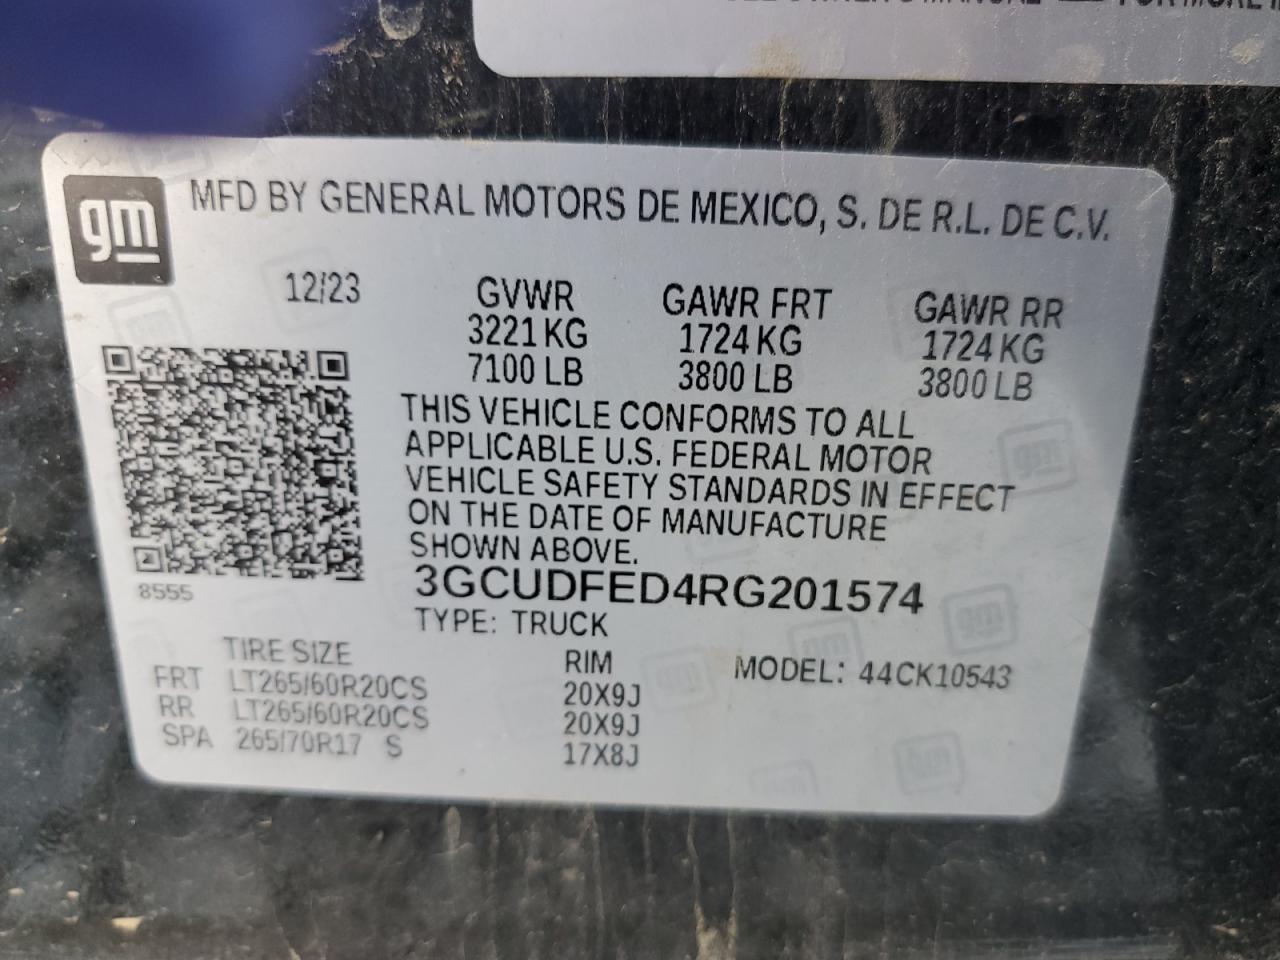 gm
MFD BY GENERAL MOTORS DE MEXICO, S. DE R.L. DE C.V.
12/23 GVWR GAWR FRT GAWR RR
3221 KG 1724 KG 1724 KG
7100 LB 3800 LB 3800 LB
THIS VEHICLE CONFORMS TO ALL
APPLICABLE U.S. FEDERAL MOTOR
VEHICLE SAFETY STANDARDS IN EFFECT
ON THE DATE OF MANUFACTURE
SHOWN ABOVE.
8555
3GCUDFED4RG201574
TYPE: TRUCK
TIRE SIZE RIM MODEL: 44CK10543
FRT LT265/60R20CS 20X9J
RR LT265/60R20CS 20X9J
SPA 265/70R17 S 17X8J